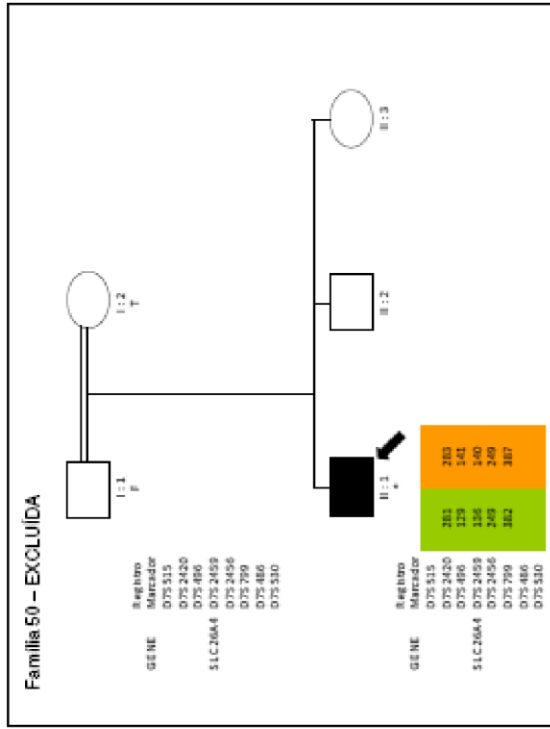 Família 50 – EXCLUÍDA
I : 1
F
I : 2
T
Registro
GENE Marcador
D7S515
D7S2420
D7S496
SLC26A4 D7S2459
D7S2456
D7S799
D7S486
D7S530
II : 1
*
II : 2
II : 3
Registro
GENE Marcador
D7S515
D7S2420 281 283
D7S496 129 141
SLC26A4 D7S2459 136 140
D7S2456 249 249
D7S799 382 387
D7S486
D7S530